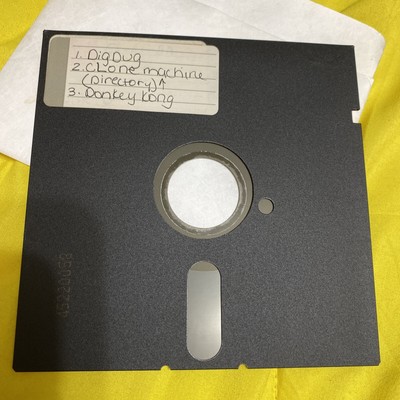 1. DigDug
2. CLone machine
(Directory)↑
3. Donkey Kong